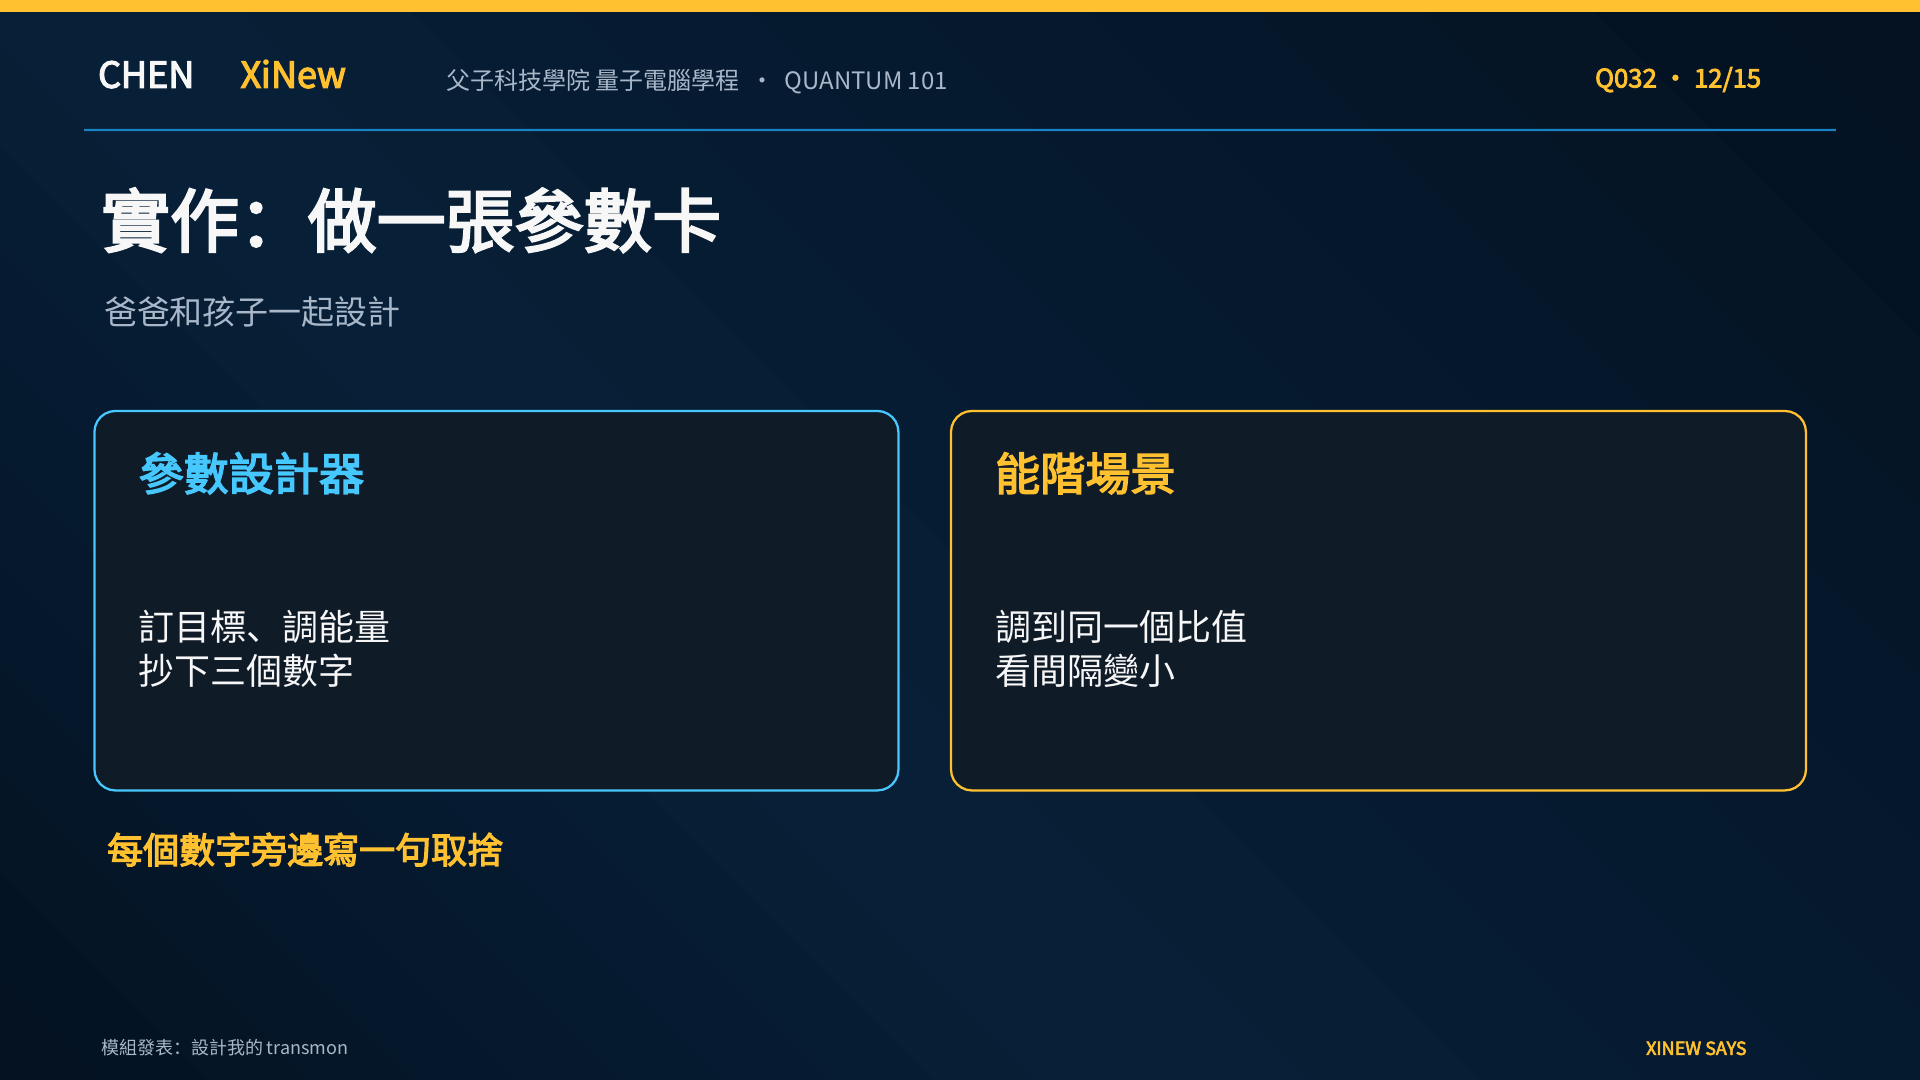 CHEN XiNew 父子科技學院 量子電腦學程 • QUANTUM 101
Q032 • 12/15
實作：做一張參數卡
爸爸和孩子一起設計
參數設計器
訂目標、調能量
抄下三個數字
能階場景
調到同一個比值
看間隔變小
每個數字旁邊寫一句取捨
模組發表：設計我的 transmon
XINEW SAYS